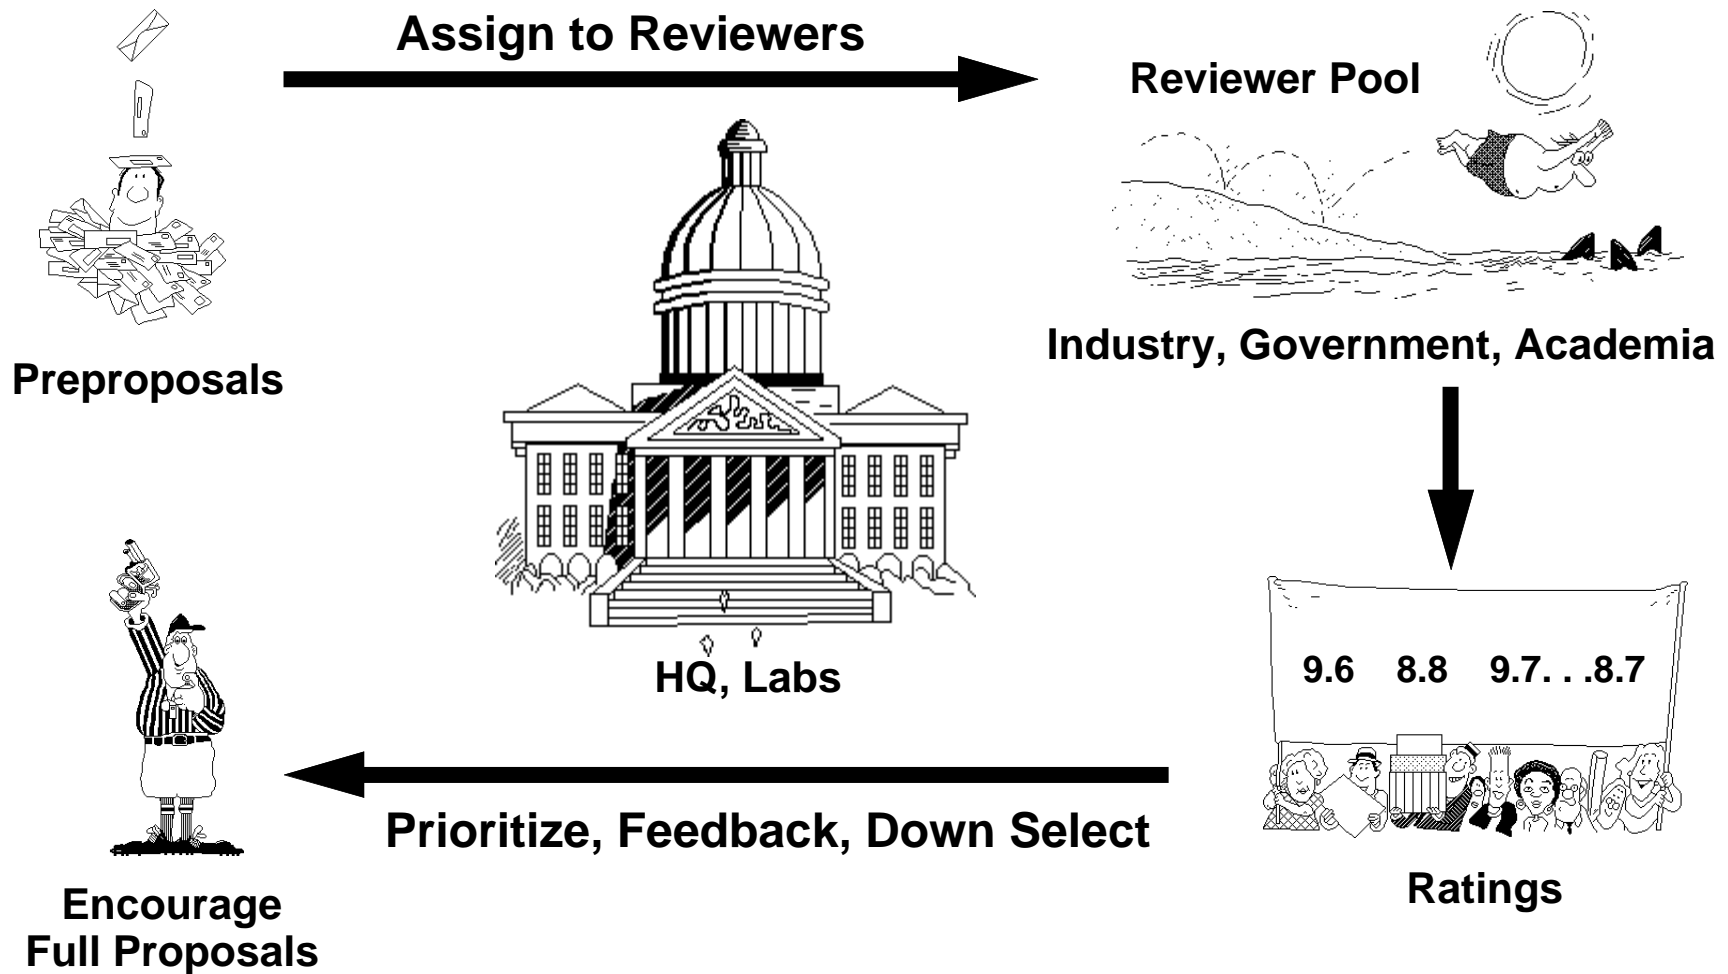 Assign to Reviewers
Reviewer Pool
Preproposals
Industry, Government, Academia
HQ, Labs
9.6 8.8 9.7. . .8.7
Prioritize, Feedback, Down Select
Ratings
Encourage
Full Proposals